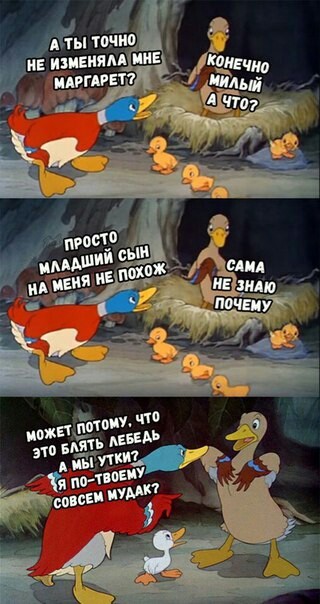 А ТЫ ТОЧНО
НЕ ИЗМЕНЯЛА МНЕ
МАРГАРЕТ?
КОНЕЧНО
МИЛЫЙ
А ЧТО?
ПРОСТО
МЛАДШИЙ СЫН
НА МЕНЯ НЕ ПОХОЖ
САМА
НЕ ЗНАЮ
ПОЧЕМУ
МОЖЕТ ПОТОМУ, ЧТО
ЭТО БЛЯТЬ ЛЕБЕДЬ
А МЫ УТКИ?
Я ПО-ТВОЕМУ
СОВСЕМ МУДАК?